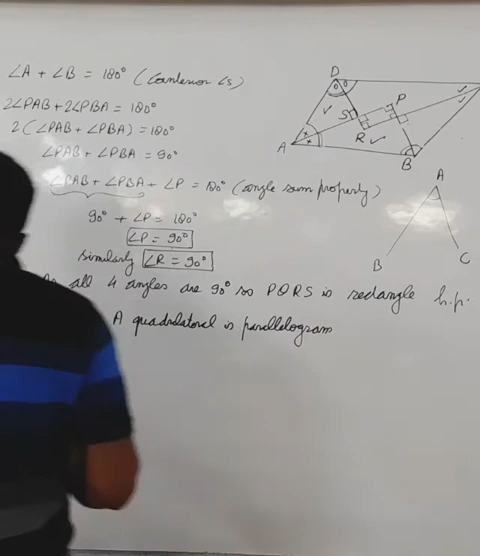 ∠A + ∠B = 180° (Cointerior ∠s)
2∠PAB + 2∠PBA = 180°
2(∠PAB + ∠PBA) = 180°
∠PAB + ∠PBA = 90°
∠PAB + ∠PBA + ∠P = 180° (angle sum property)
90° + ∠P = 180°
∠P = 90°
Similarly ∠R = 90°
all 4 angles are 90° so PQRS is rectangle h.p.
A quadrilateral is parallelogram
D
P
S
R
A
B
A
B
C